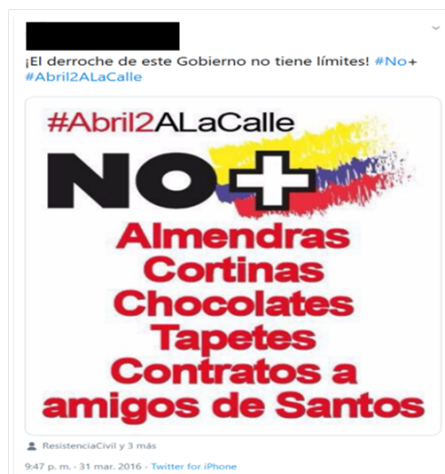 ¡El derroche de este Gobierno no tiene límites! #No+
#Abril2ALaCalle
#Abril2ALaCalle
NO+
Almendras
Cortinas
Chocolates
Tapetes
Contratos a
amigos de Santos
ResistenciaCivil y 3 más
9:47 p. m. · 31 mar. 2016 · Twitter for iPhone